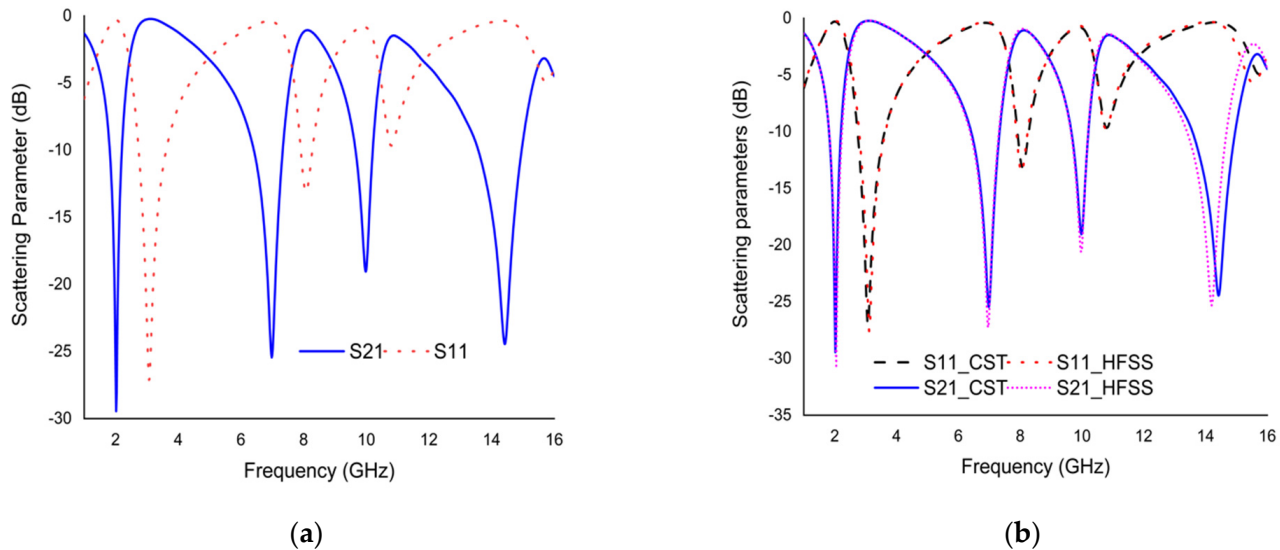 0
-5
-10
-15
-20
-25
-30
Scattering Parameter (dB)
S21 S11
2 4 6 8 10 12 14 16
Frequency (GHz)
(a)
0
-5
-10
-15
-20
-25
-30
-35
Scattering parameters (dB)
S11_CST S11_HFSS
S21_CST S21_HFSS
2 4 6 8 10 12 14 16
Frequency (GHz)
(b)